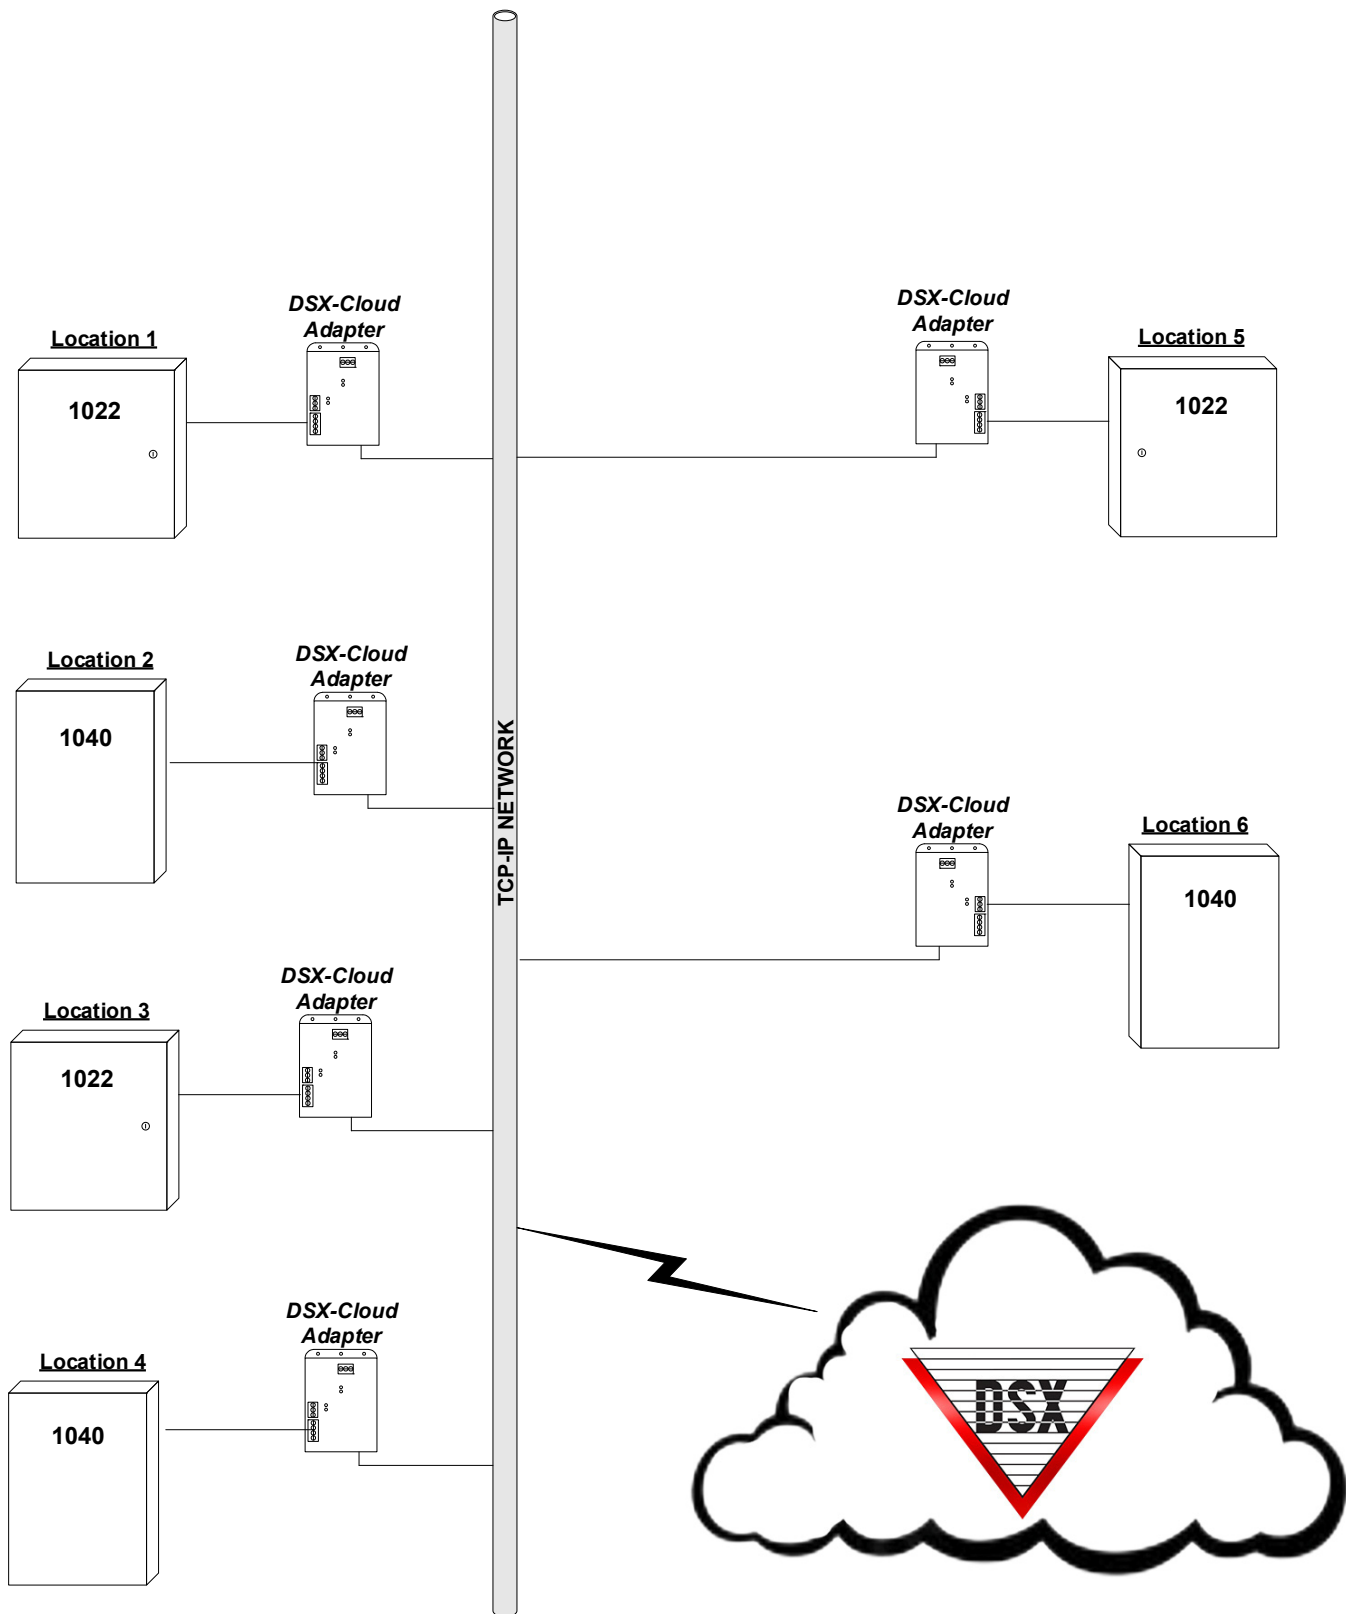 DSX-Cloud
Adapter
Location 1
1022
DSX-Cloud
Adapter
Location 5
1022
DSX-Cloud
Adapter
Location 2
1040
TCP-IP NETWORK
DSX-Cloud
Adapter
Location 6
1040
DSX-Cloud
Adapter
Location 3
1022
DSX-Cloud
Adapter
Location 4
1040
DSX